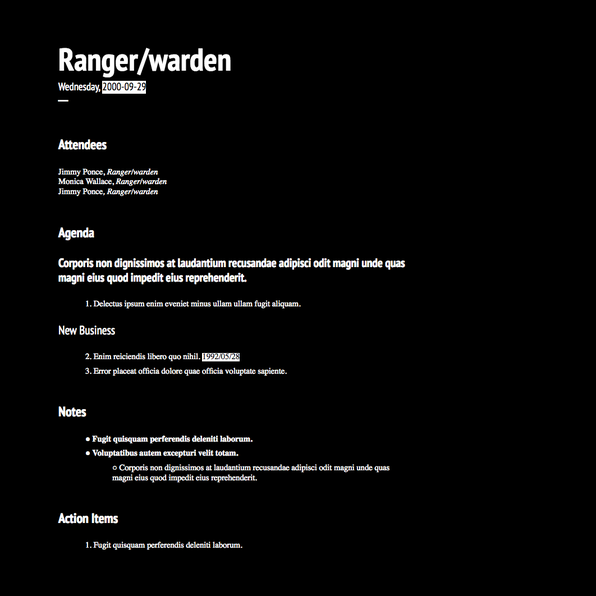 Ranger/warden
Wednesday, 2000-09-29
Attendees
Jimmy Ponce, Ranger/warden
Monica Wallace, Ranger/warden
Jimmy Ponce, Ranger/warden
Agenda
Corporis non dignissimos at laudantium recusandae adipisci odit magni unde quas
magni eius quod impedit eius reprehenderit.
1. Delectus ipsum enim eveniet minus ullam ullam fugit aliquam.
New Business
2. Enim reiciendis libero quo nihil. 1992/05/28
3. Error placeat officia dolore quae officia voluptate sapiente.
Notes
● Fugit quisquam perferendis deleniti laborum.
● Voluptatibus autem excepturi velit totam.
○ Corporis non dignissimos at laudantium recusandae adipisci odit magni unde quas
magni eius quod impedit eius reprehenderit.
Action Items
1. Fugit quisquam perferendis deleniti laborum.